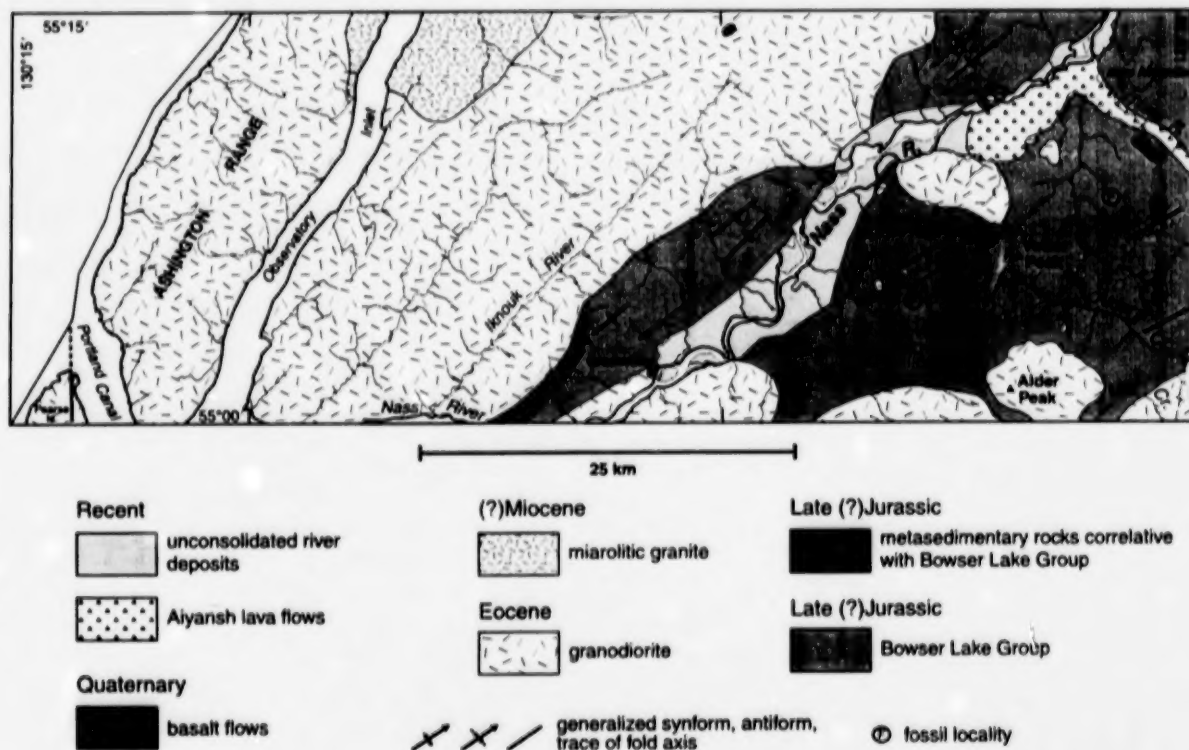 55°15'
130°15'
ASHINGTON
RANGE
Observatory
Inlet
Iknouk
River
Nass
R.
Portland Canal
Pearse
55°00
Nass River
Alder
Peak
25 km
Recent
unconsolidated river
deposits
Aiyansh lava flows
Quaternary
basalt flows
(?)Miocene
miarolitic granite
Eocene
granodiorite
generalized synform, antiform,
trace of fold axis
Late (?)Jurassic
metasedimentary rocks correlative
with Bowser Lake Group
Late (?)Jurassic
Bowser Lake Group
fossil locality